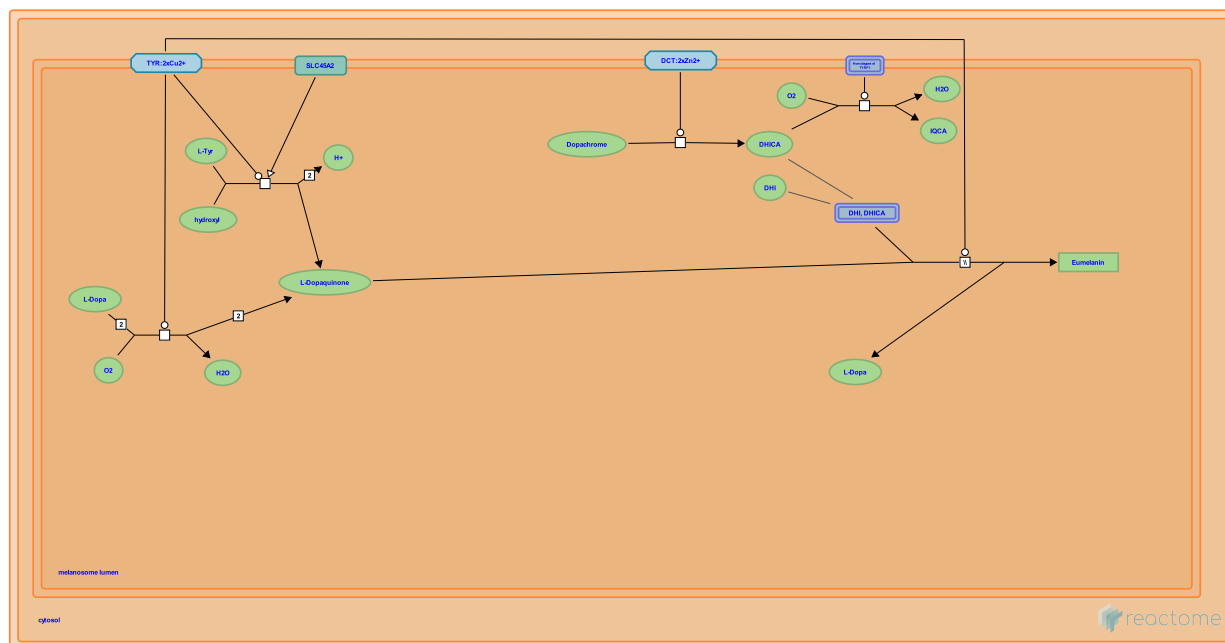 TYR:2xCu2+
SLC45A2
DCT:2xZn2+
TYRP1
O2
H2O
IQCA
L-Tyr
H+
2
Dopachrome
DHICA
DHI
hydroxyl
DHI, DHICA
L-Dopaquinone
\\
Eumelanin
L-Dopa
2
2
O2
H2O
L-Dopa
melanosome lumen
cytosol
reactome